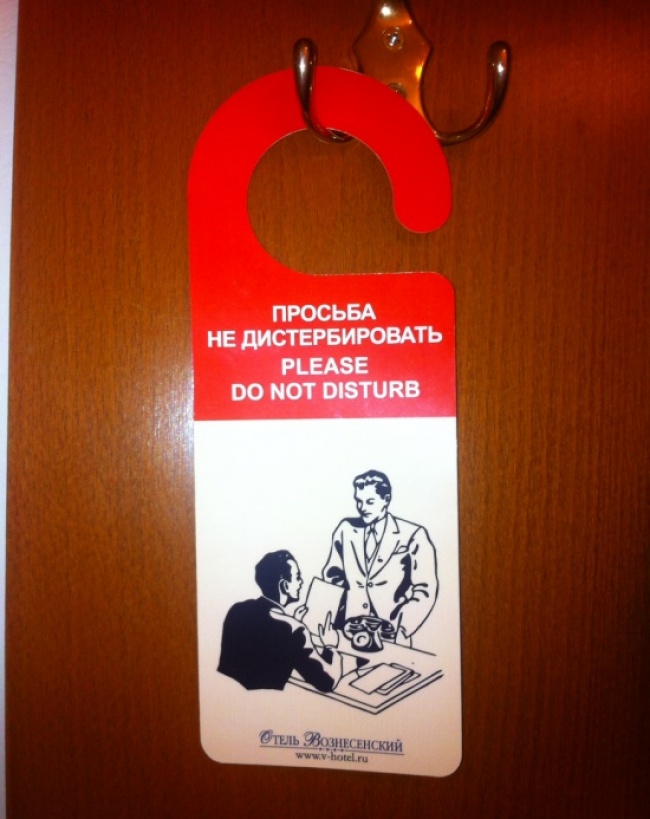 ПРОСЬБА
НЕ ДИСТЕРБИРОВАТЬ
PLEASE
DO NOT DISTURB
ОТЕЛЬ ВОЗНЕСЕНСКИЙ
www.v-hotel.ru